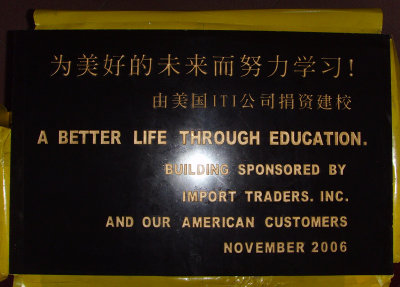 为美好的未来而努力学习!
由美国ITI公司捐资建校
A BETTER LIFE THROUGH EDUCATION.
BUILDING SPONSORED BY
IMPORT TRADERS. INC.
AND OUR AMERICAN CUSTOMERS
NOVEMBER 2006